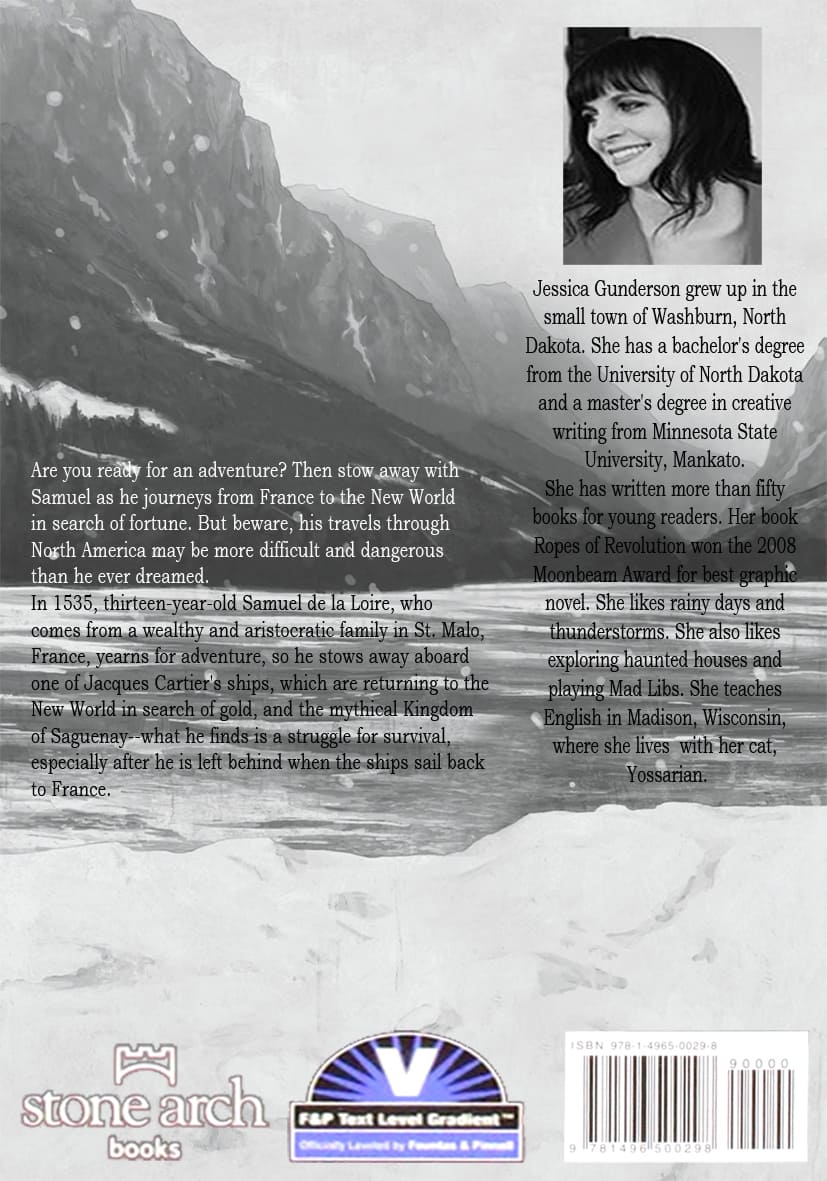 Jessica Gunderson grew up in the
small town of Washburn, North
Dakota. She has a bachelor's degree
from the University of North Dakota
and a master's degree in creative
writing from Minnesota State
University, Mankato.
She has written more than fifty
books for young readers. Her book
Ropes of Revolution won the 2008
Moonbeam Award for best graphic
novel. She likes rainy days and
thunderstorms. She also likes
exploring haunted houses and
playing Mad Libs. She teaches
English in Madison, Wisconsin,
where she lives with her cat,
Yossarian.
Are you ready for an adventure? Then stow away with
Samuel as he journeys from France to the New World
in search of fortune. But beware, his travels through
North America may be more difficult and dangerous
than he ever dreamed.
In 1535, thirteen-year-old Samuel de la Loire, who
comes from a wealthy and aristocratic family in St. Malo,
France, yearns for adventure, so he stows away aboard
one of Jacques Cartier's ships, which are returning to the
New World in search of gold, and the mythical Kingdom
of Saguenay--what he finds is a struggle for survival,
especially after he is left behind when the ships sail back
to France.
stone arch
books
V
F&P Text Level Gradient™
Officially Leveled by Fountas & Pinnell
ISBN 978-1-4965-0029-8
90000
9 781496 500298